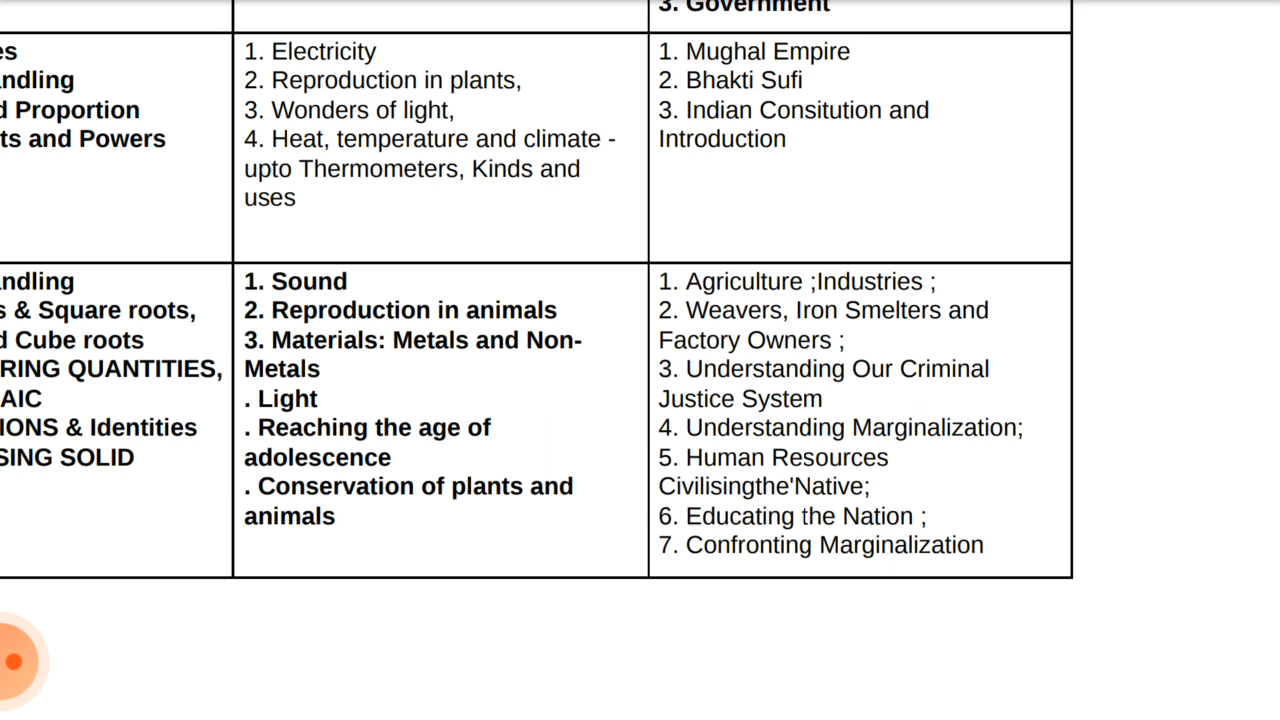 3. Government
es
andling
d Proportion
ts and Powers
1. Electricity
2. Reproduction in plants,
3. Wonders of light,
4. Heat, temperature and climate -
upto Thermometers, Kinds and
uses
1. Mughal Empire
2. Bhakti Sufi
3. Indian Consitution and
Introduction
andling
s & Square roots,
d Cube roots
RING QUANTITIES,
AIC
IONS & Identities
SING SOLID
1. Sound
2. Reproduction in animals
3. Materials: Metals and Non-
Metals
. Light
. Reaching the age of
adolescence
. Conservation of plants and
animals
1. Agriculture ;Industries ;
2. Weavers, Iron Smelters and
Factory Owners ;
3. Understanding Our Criminal
Justice System
4. Understanding Marginalization;
5. Human Resources
Civilisingthe'Native;
6. Educating the Nation ;
7. Confronting Marginalization